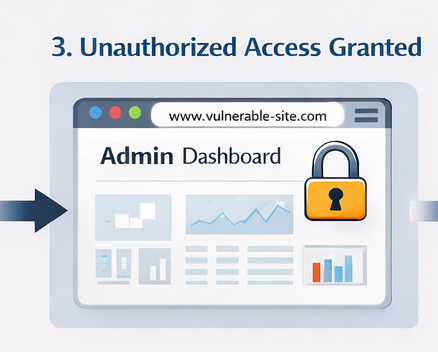 3. Unauthorized Access Granted
www.vulnerable-site.com
Admin Dashboard